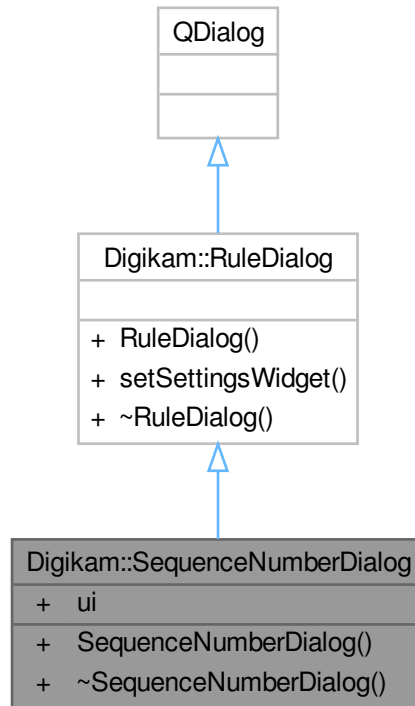 QDialog
Digikam::RuleDialog
+ RuleDialog()
+ setSettingsWidget()
+ ~RuleDialog()
Digikam::SequenceNumberDialog
+ ui
+ SequenceNumberDialog()
+ ~SequenceNumberDialog()